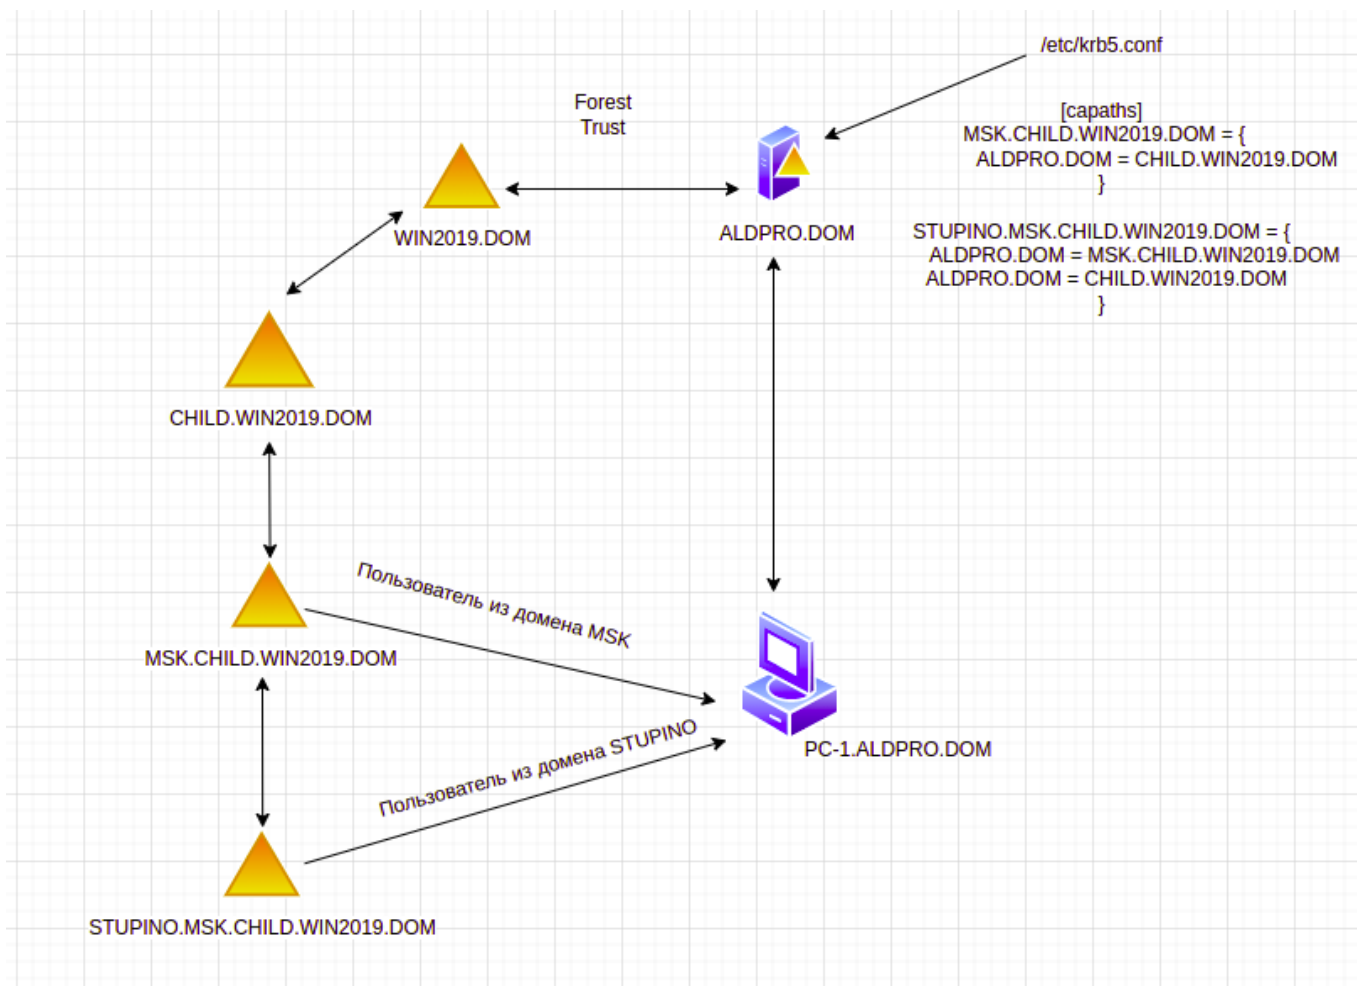 /etc/krb5.conf
Forest
Trust
[capaths]
MSK.CHILD.WIN2019.DOM = {
ALDPRO.DOM = CHILD.WIN2019.DOM
}
WIN2019.DOM
ALDPRO.DOM
STUPINO.MSK.CHILD.WIN2019.DOM = {
ALDPRO.DOM = MSK.CHILD.WIN2019.DOM
ALDPRO.DOM = CHILD.WIN2019.DOM
}
CHILD.WIN2019.DOM
Пользователь из домена MSK
MSK.CHILD.WIN2019.DOM
Пользователь из домена STUPINO
PC-1.ALDPRO.DOM
STUPINO.MSK.CHILD.WIN2019.DOM